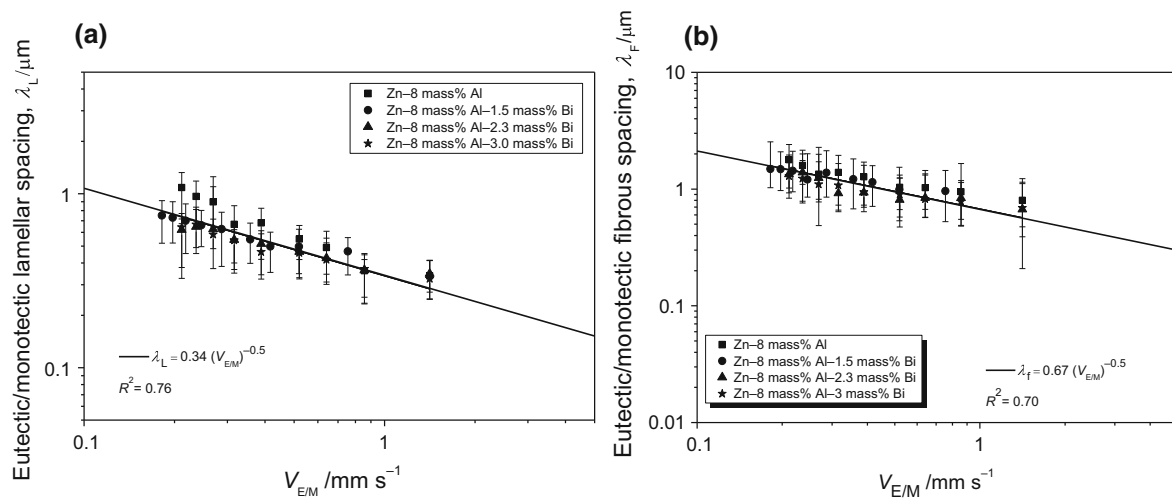 (a)
Eutectic/monotectic lamellar spacing, λL/μm
1
0.1
Zn–8 mass% Al
Zn–8 mass% Al–1.5 mass% Bi
Zn–8 mass% Al–2.3 mass% Bi
Zn–8 mass% Al–3.0 mass% Bi
λL = 0.34 (VE/M)–0.5
R2 = 0.76
0.1
1
VE/M /mm s–1
(b)
Eutectic/monotectic fibrous spacing, λF/μm
10
1
0.1
0.01
Zn–8 mass% Al
Zn–8 mass% Al–1.5 mass% Bi
Zn–8 mass% Al–2.3 mass% Bi
Zn–8 mass% Al–3 mass% Bi
λf = 0.67 (VE/M)–0.5
R2 = 0.70
0.1
1
VE/M /mm s–1